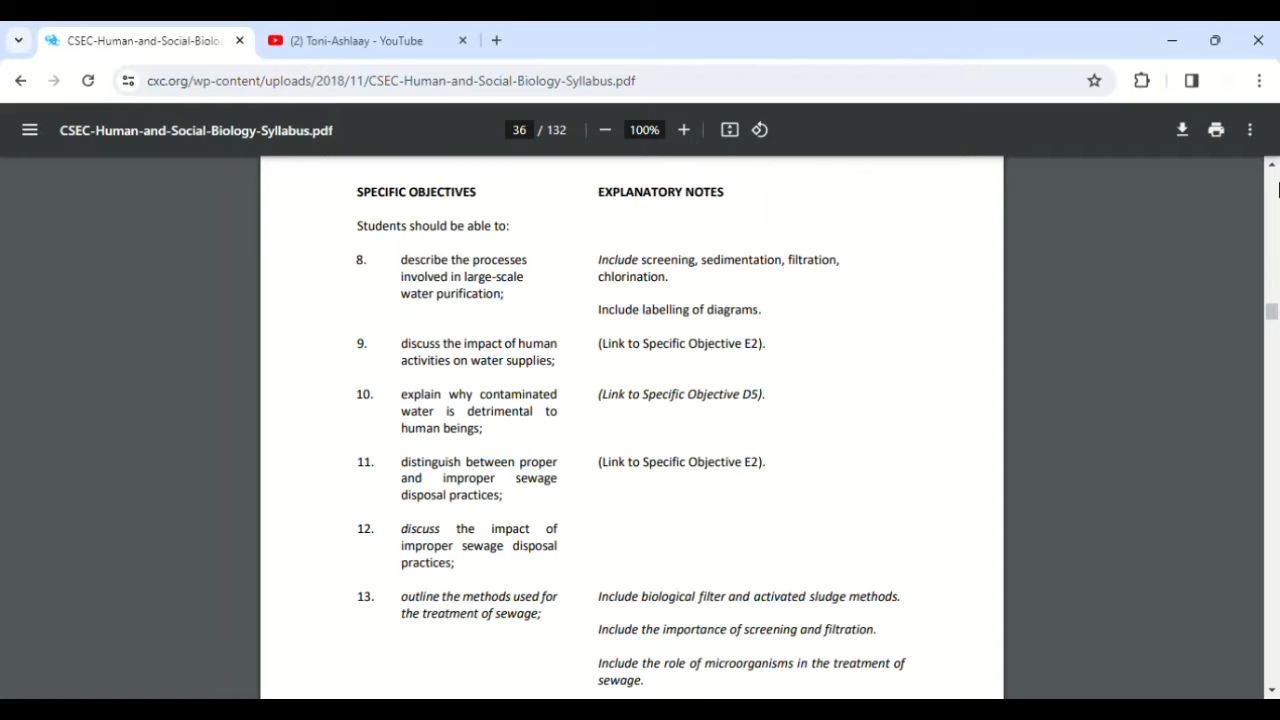 CSEC-Human-and-Social-Biolo
(2) Toni-Ashlaay - YouTube
cxc.org/wp-content/uploads/2018/11/CSEC-Human-and-Social-Biology-Syllabus.pdf
CSEC-Human-and-Social-Biology-Syllabus.pdf
36 / 132
100%
SPECIFIC OBJECTIVES EXPLANATORY NOTES
Students should be able to:
8. describe the processes Include screening, sedimentation, filtration,
involved in large-scale chlorination.
water purification;
Include labelling of diagrams.
9. discuss the impact of human (Link to Specific Objective E2).
activities on water supplies;
10. explain why contaminated (Link to Specific Objective D5).
water is detrimental to
human beings;
11. distinguish between proper (Link to Specific Objective E2).
and improper sewage
disposal practices;
12. discuss the impact of
improper sewage disposal
practices;
13. outline the methods used for Include biological filter and activated sludge methods.
the treatment of sewage;
Include the importance of screening and filtration.
Include the role of microorganisms in the treatment of
sewage.